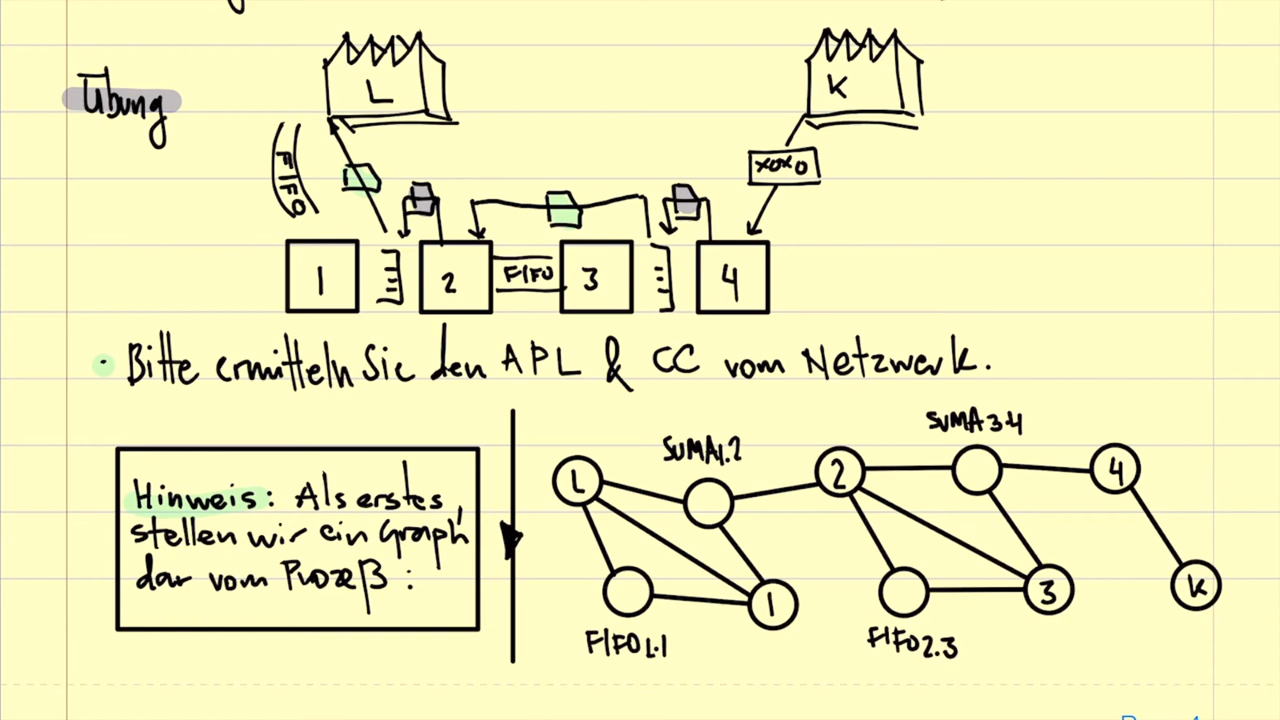 Übung
L
K
FIFO
XOXO
1
2
FIFO
3
4
• Bitte ermitteln Sie den APL & CC vom Netzwerk.
Hinweis: Als erstes,
stellen wir ein Graph
dar vom Prozeß:
SUMA1.2
SUMA3.4
L
2
4
1
3
K
FIFOL.1
FIFO2.3